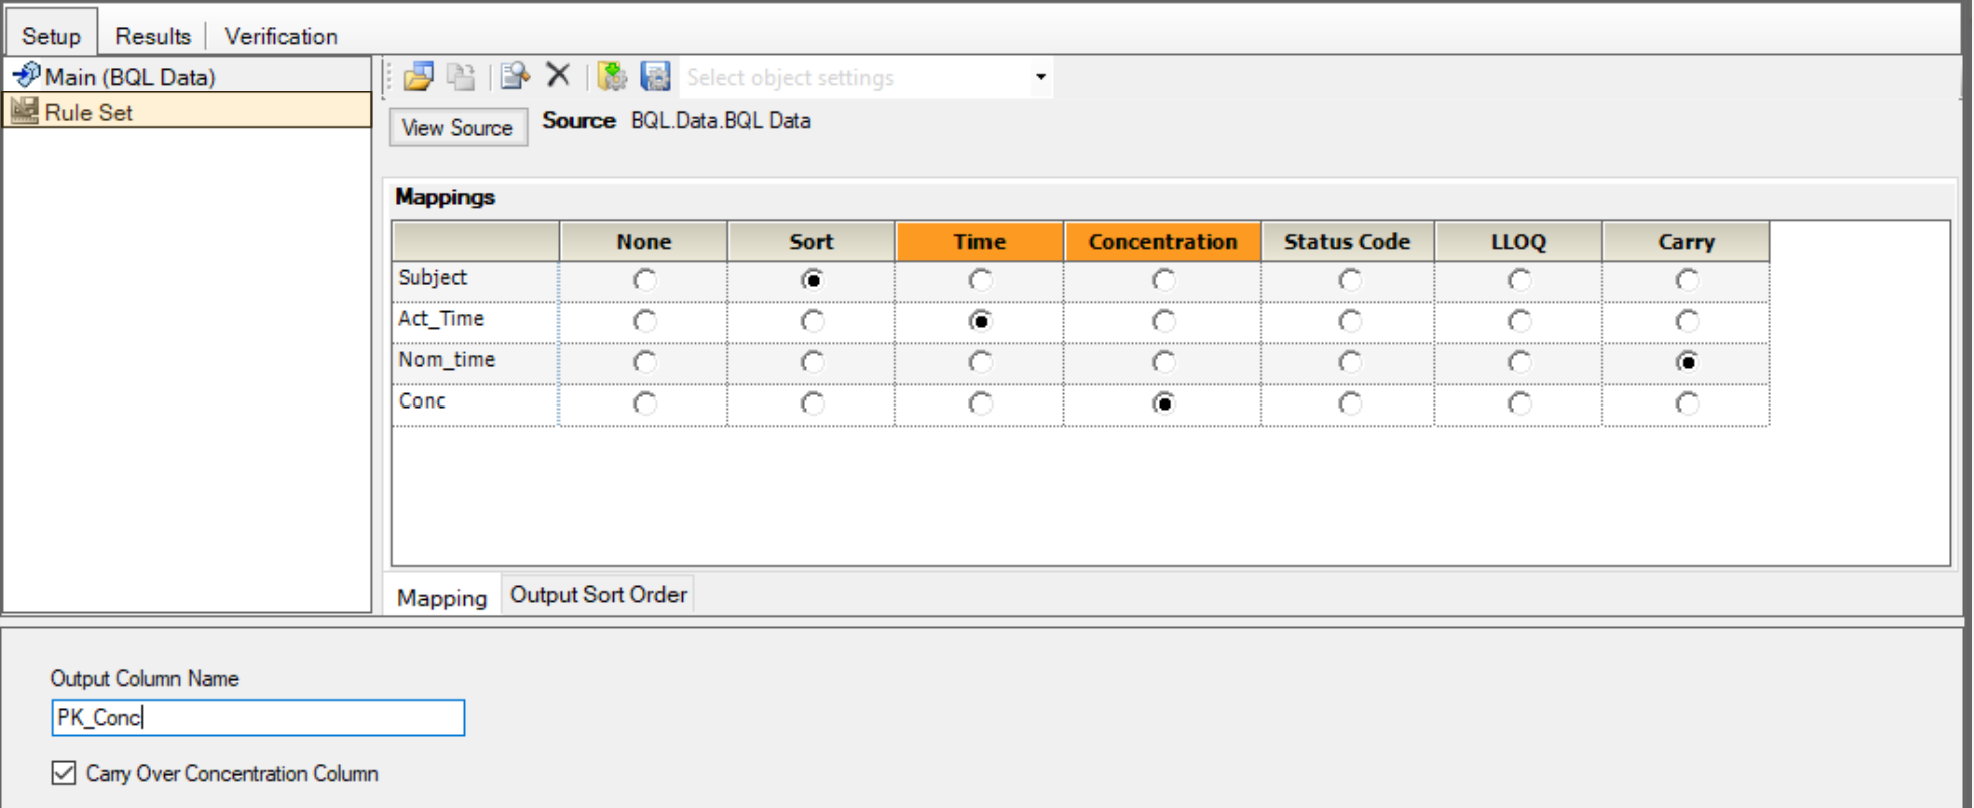 Setup Results Verification
Main (BQL Data)
Rule Set
Select object settings
View Source Source BQL.Data.BQL Data
Mappings
None Sort Time Concentration Status Code LLOQ Carry
Subject
Act_Time
Nom_time
Conc
Mapping Output Sort Order
Output Column Name
PK_Conc
Carry Over Concentration Column